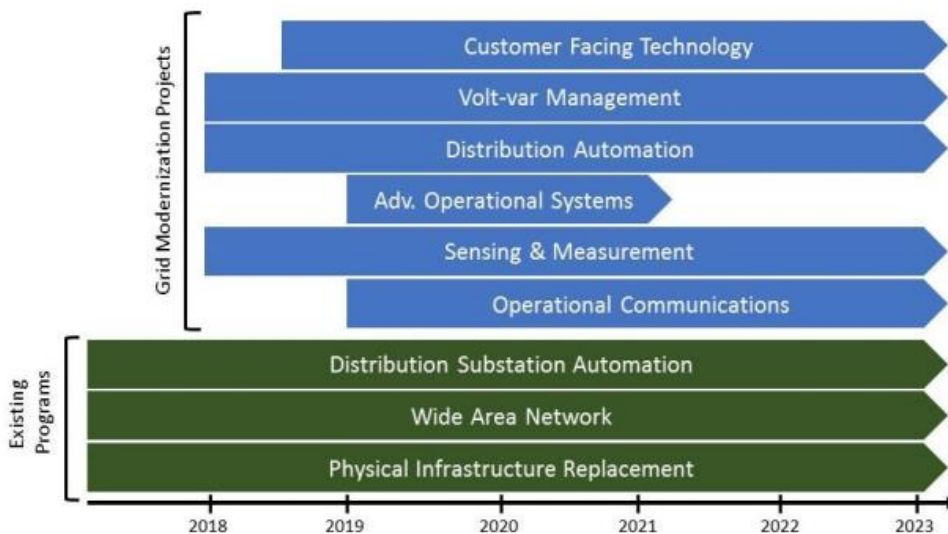 Grid Modernization Projects
Customer Facing Technology
Volt-var Management
Distribution Automation
Adv. Operational Systems
Sensing & Measurement
Operational Communications
Existing
Programs
Distribution Substation Automation
Wide Area Network
Physical Infrastructure Replacement
2018 2019 2020 2021 2022 2023